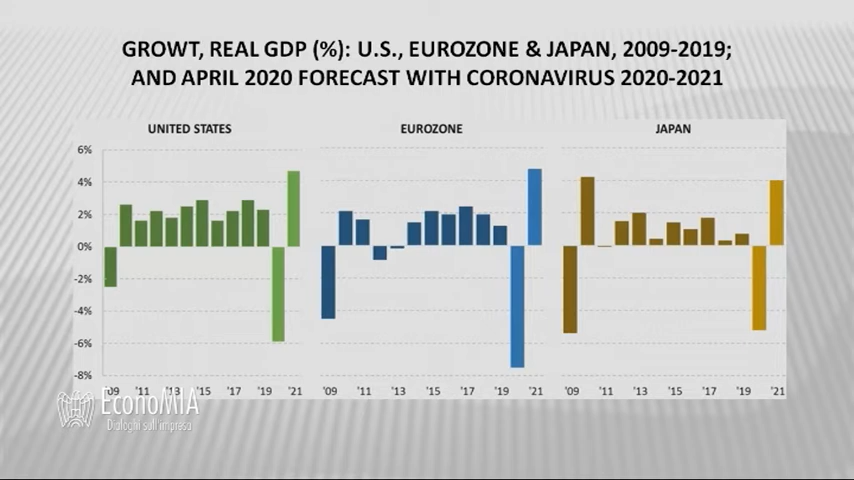 GROWT, REAL GDP (%): U.S., EUROZONE & JAPAN, 2009-2019;
AND APRIL 2020 FORECAST WITH CORONAVIRUS 2020-2021
UNITED STATES EUROZONE JAPAN
6%
4%
2%
0%
-2%
-4%
-6%
-8%
'09 '11 '13 '15 '17 '19 '21 '09 '11 '13 '15 '17 '19 '21 '09 '11 '13 '15 '17 '19 '21
EconoMIA
Dialoghi sull'impresa